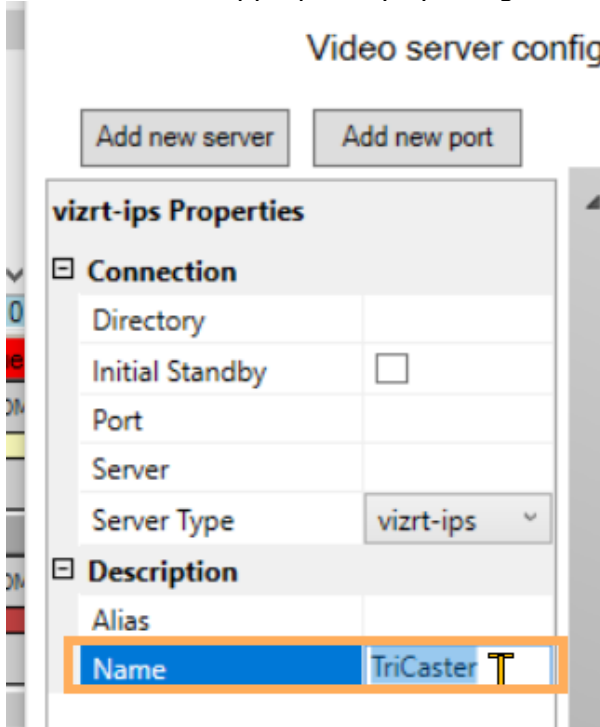 Video server config
Add new server
Add new port
vizrt-ips Properties
Connection
Directory
Initial Standby
Port
Server
Server Type
vizrt-ips
Description
Alias
Name
TriCaster
0